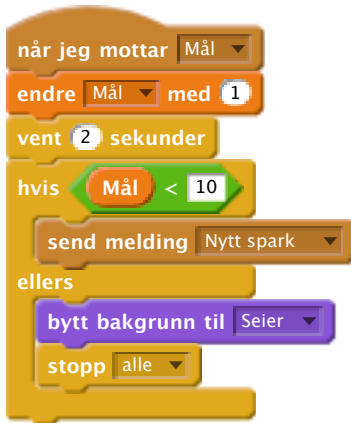 når jeg mottar Mål
endre Mål med 1
vent 2 sekunder
hvis Mål < 10
send melding Nytt spark
ellers
bytt bakgrunn til Seier
stopp alle